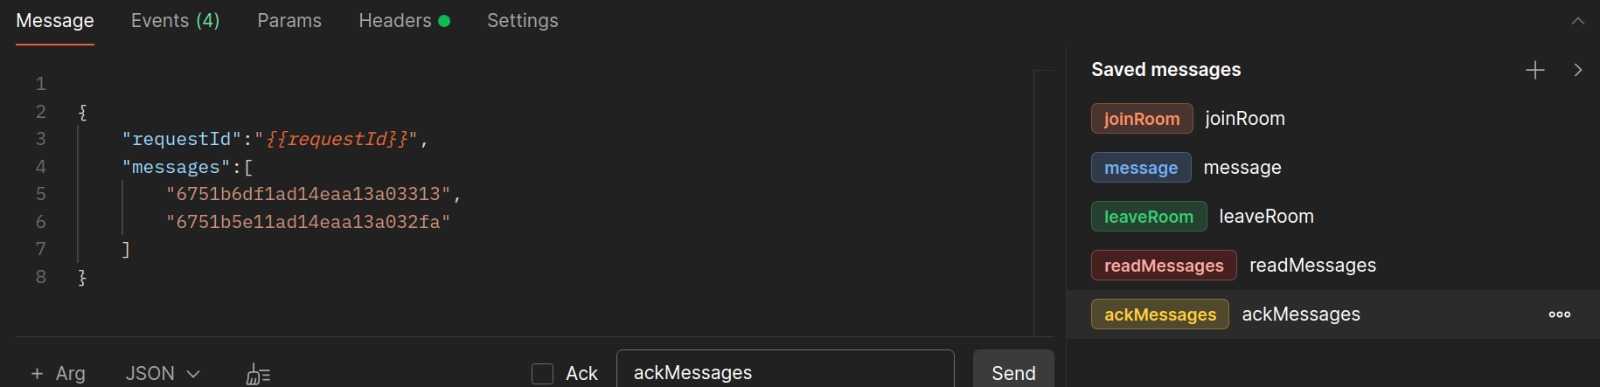 Message Events (4) Params Headers Settings
1
2 {
3 "requestId":"{{requestId}}",
4 "messages":[
5 "6751b6df1ad14eaa13a03313",
6 "6751b5e11ad14eaa13a032fa"
7 ]
8 }
+ Arg JSON Ack ackMessages Send
Saved messages
joinRoom joinRoom
message message
leaveRoom leaveRoom
readMessages readMessages
ackMessages ackMessages